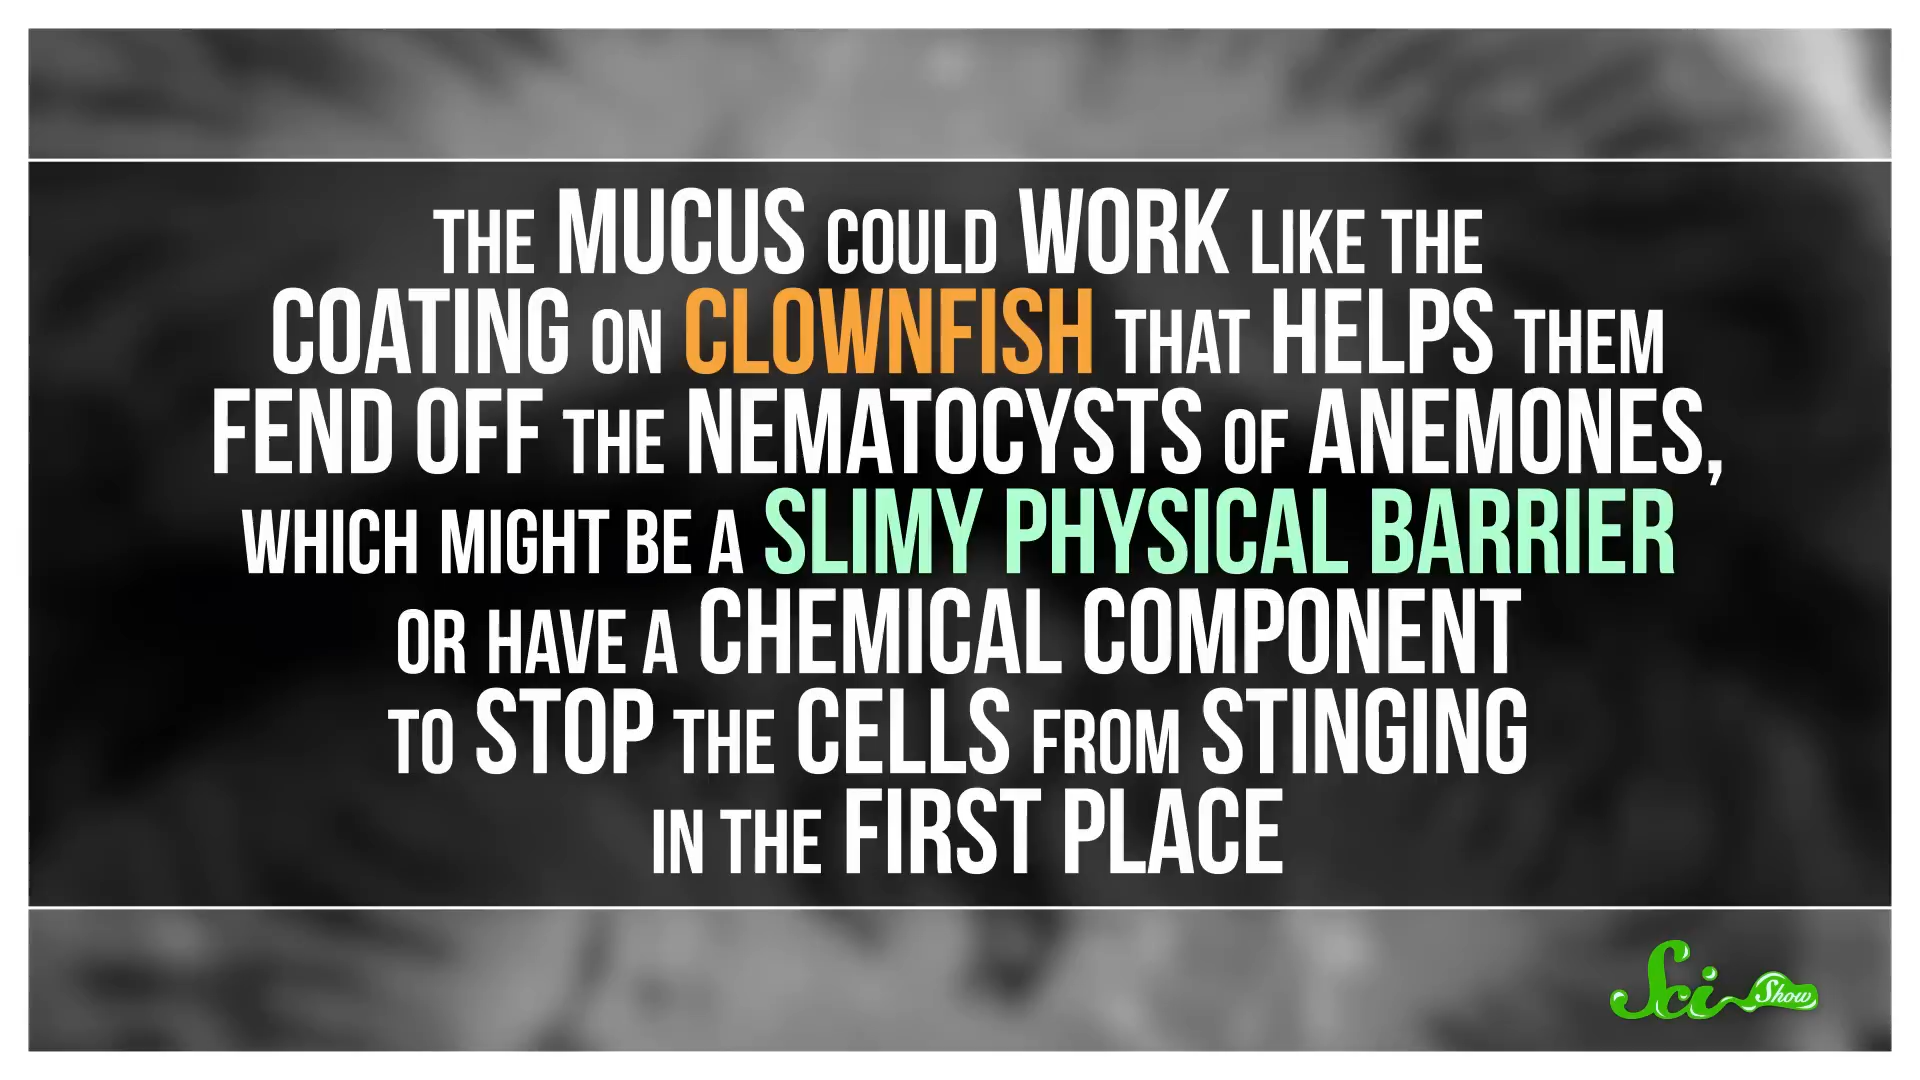 THE MUCUS COULD WORK LIKE THE
COATING ON CLOWNFISH THAT HELPS THEM
FEND OFF THE NEMATOCYSTS OF ANEMONES,
WHICH MIGHT BE A SLIMY PHYSICAL BARRIER
OR HAVE A CHEMICAL COMPONENT
TO STOP THE CELLS FROM STINGING
IN THE FIRST PLACE
Sci Show